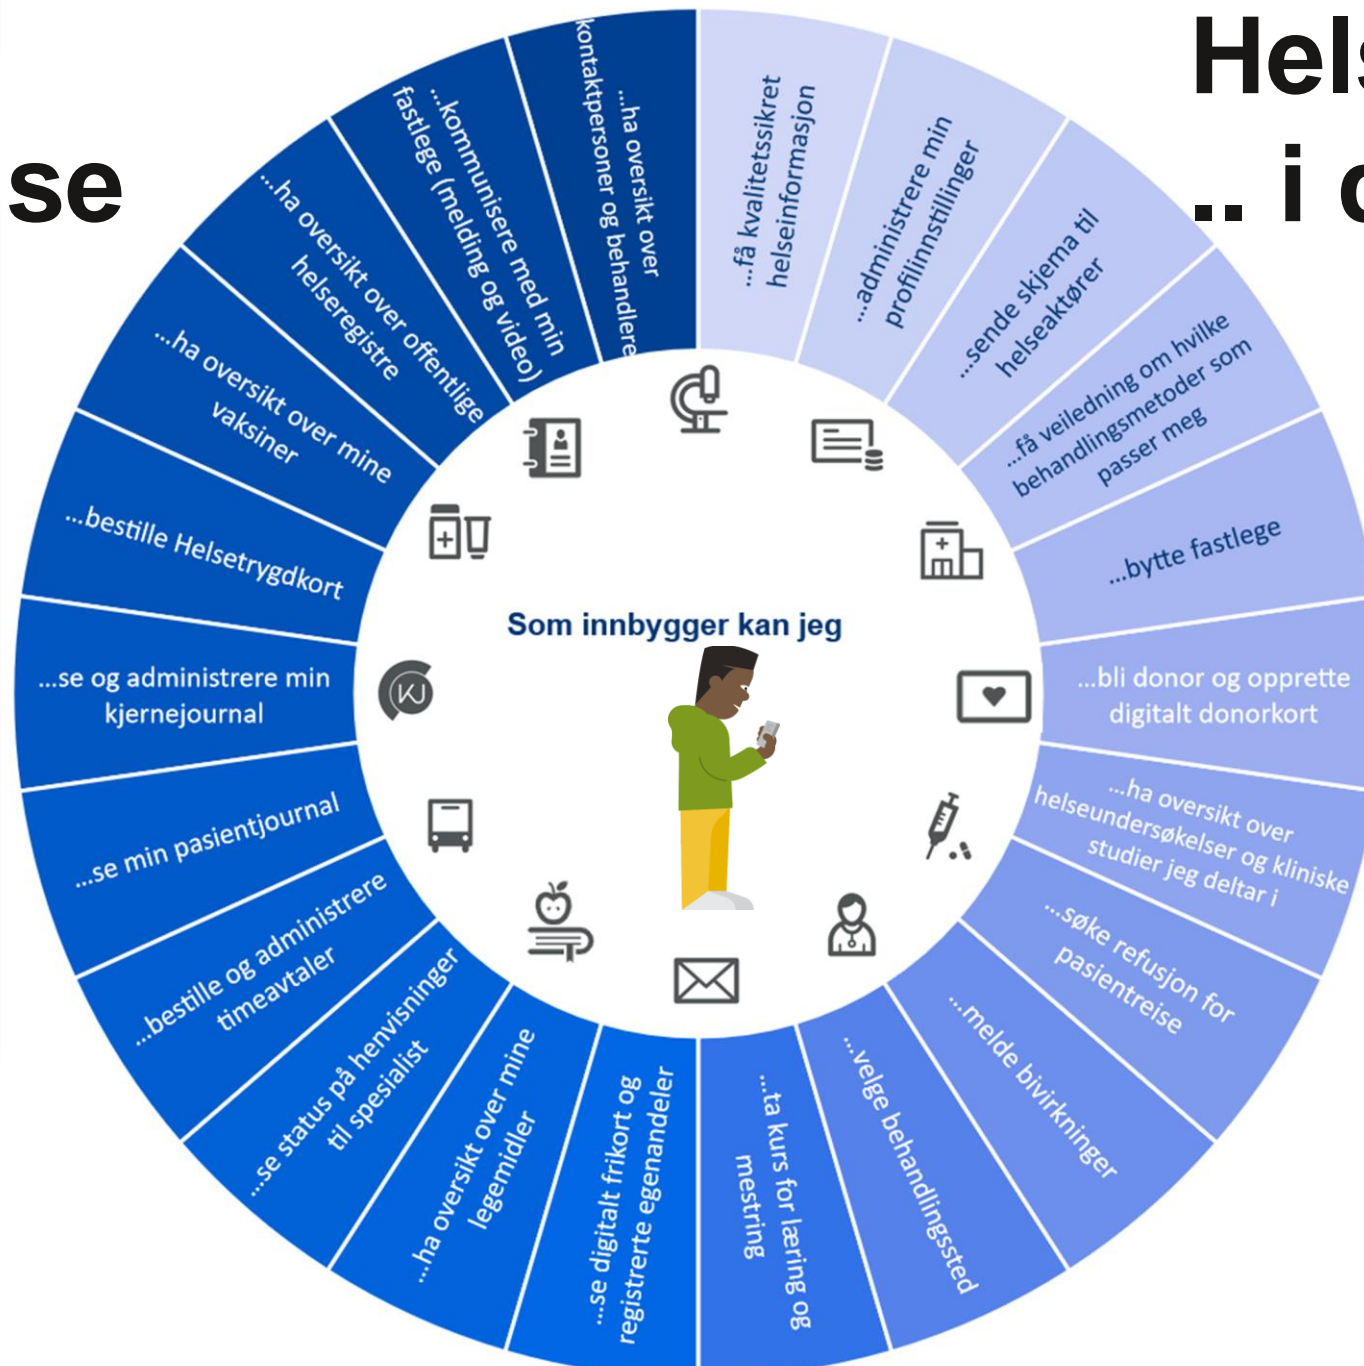 Hels
se
.. i d
...få kvalitetssikret
helseinformasjon
...administrere min
profilinnstillinger
...sende skjema til
helseaktører
...få veiledning om hvilke
behandlingsmetoder som
passer meg
...bytte fastlege
...bli donor og opprette
digitalt donorkort
...ha oversikt over
helseundersøkelser og kliniske
studier jeg deltar i
...søke refusjon for
pasientreise
...melde bivirkninger
...velge behandlingssted
...ta kurs for læring og
mestring
...se digitalt frikort og
registrerte egenandeler
...ha oversikt over mine
legemidler
...se status på henvisninger
til spesialist
...bestille og administrere
timeavtaler
...se min pasientjournal
...se og administrere min
kjernejournal
...bestille Helsetrygdkort
...ha oversikt over mine
vaksiner
...ha oversikt over offentlige
helseregistre
...kommunisere med min
fastlege (melding og video)
...ha oversikt over
kontaktpersoner og behandlere
Som innbygger kan jeg
KJ